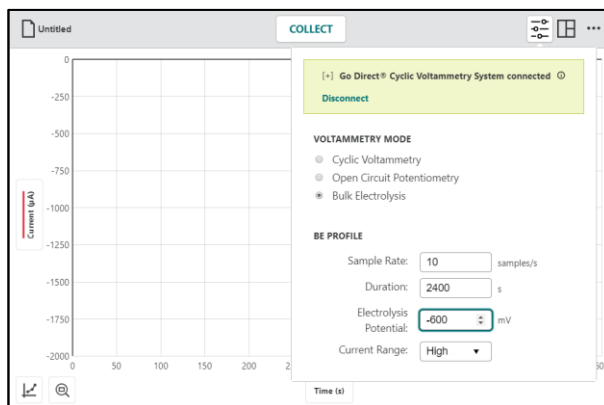 Untitled
COLLECT
[+] Go Direct® Cyclic Voltammetry System connected
Disconnect
VOLTAMMETRY MODE
Cyclic Voltammetry
Open Circuit Potentiometry
Bulk Electrolysis
BE PROFILE
Sample Rate: 10 samples/s
Duration: 2400 s
Electrolysis
Potential: -600 mV
Current Range: High
Current (µA)
0
-250
-500
-750
-1000
-1250
-1500
-1750
-2000
0 50 100 150 200
Time (s)